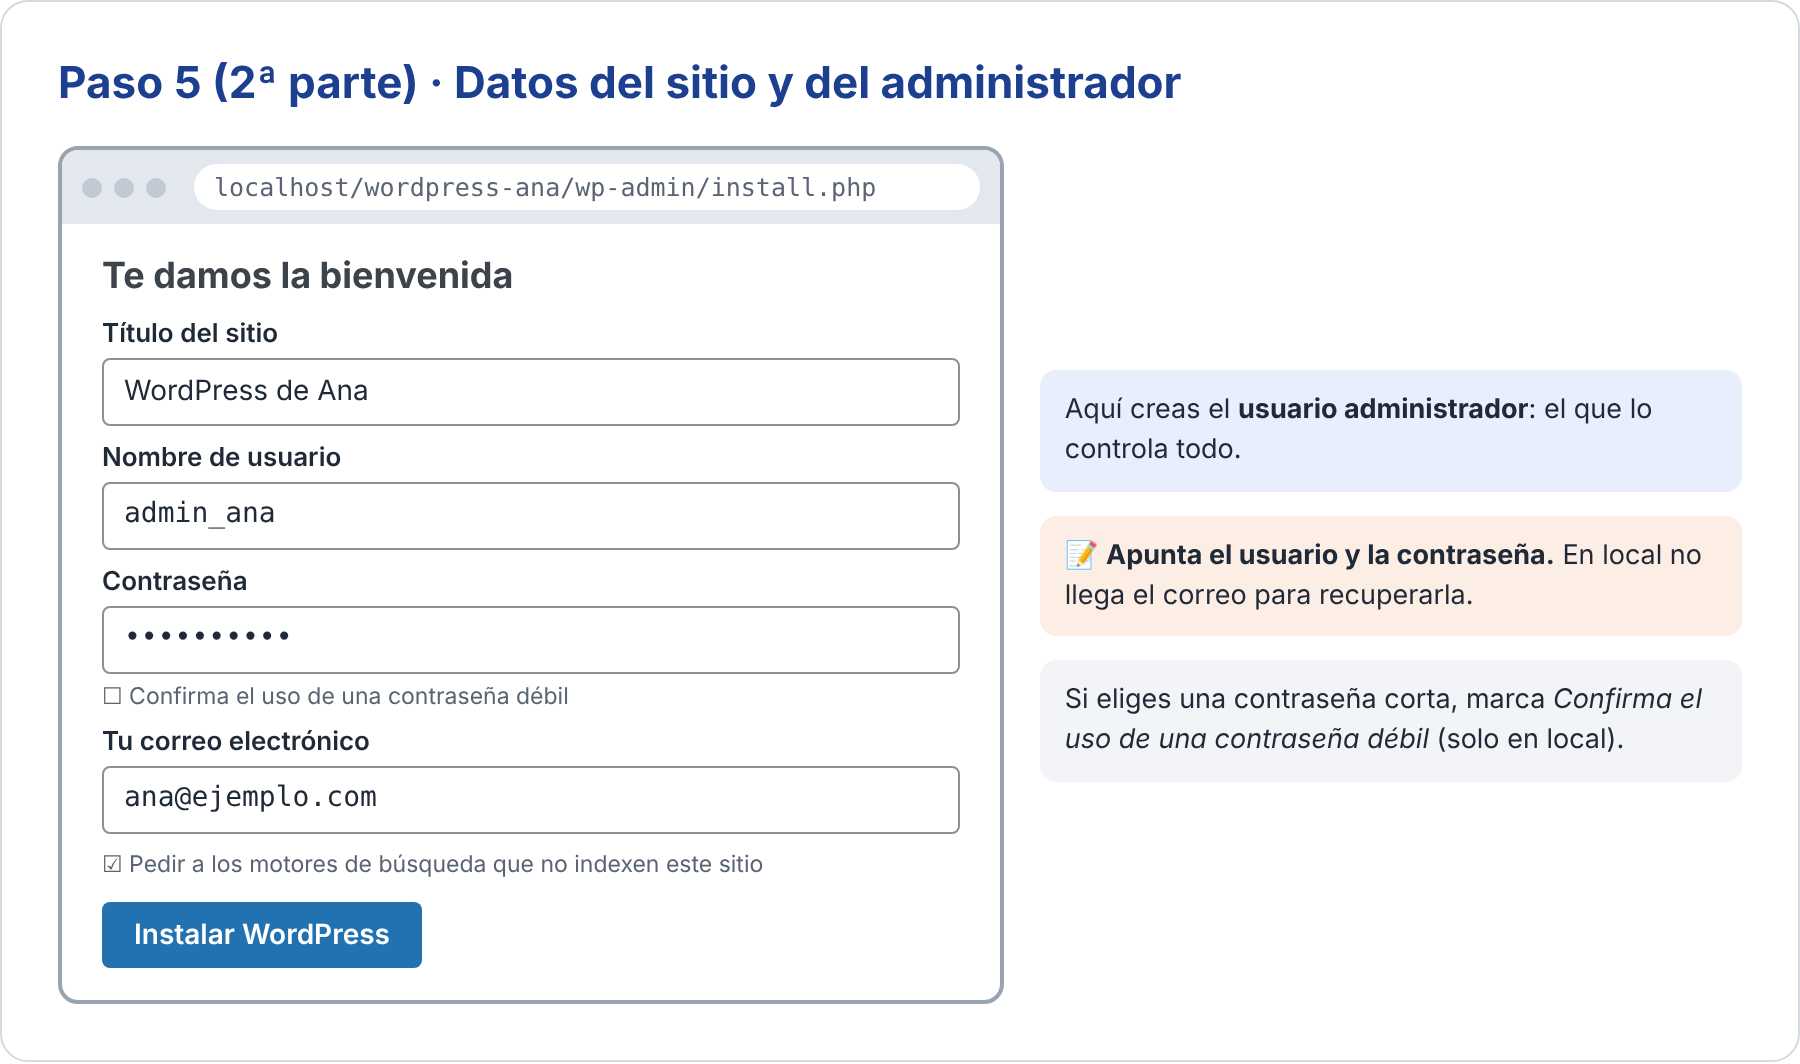 Paso 5 (2ª parte) · Datos del sitio y del administrador
localhost/wordpress-ana/wp-admin/install.php
Te damos la bienvenida
Título del sitio
WordPress de Ana
Nombre de usuario
admin_ana
Contraseña
••••••••••
☐ Confirma el uso de una contraseña débil
Tu correo electrónico
ana@ejemplo.com
☑ Pedir a los motores de búsqueda que no indexen este sitio
Instalar WordPress
Aquí creas el usuario administrador: el que lo
controla todo.
📝 Apunta el usuario y la contraseña. En local no
llega el correo para recuperarla.
Si eliges una contraseña corta, marca Confirma el
uso de una contraseña débil (solo en local).